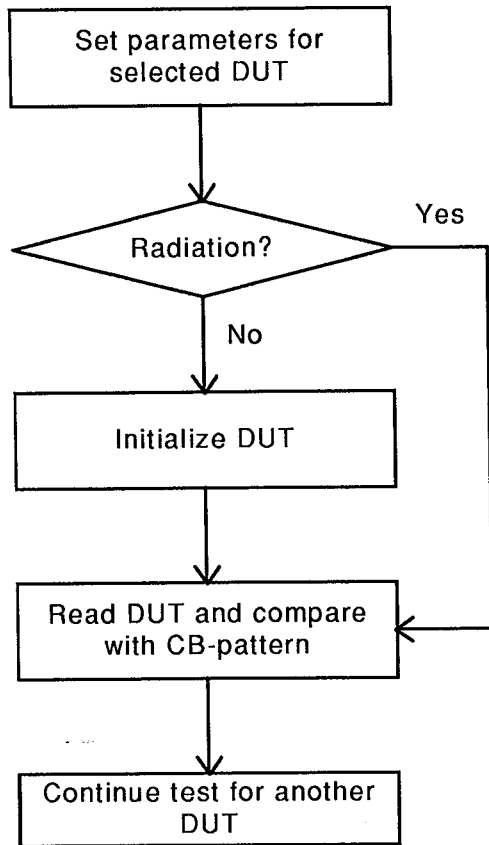 Set parameters for
selected DUT
Radiation?
Yes
No
Initialize DUT
Read DUT and compare
with CB-pattern
Continue test for another
DUT